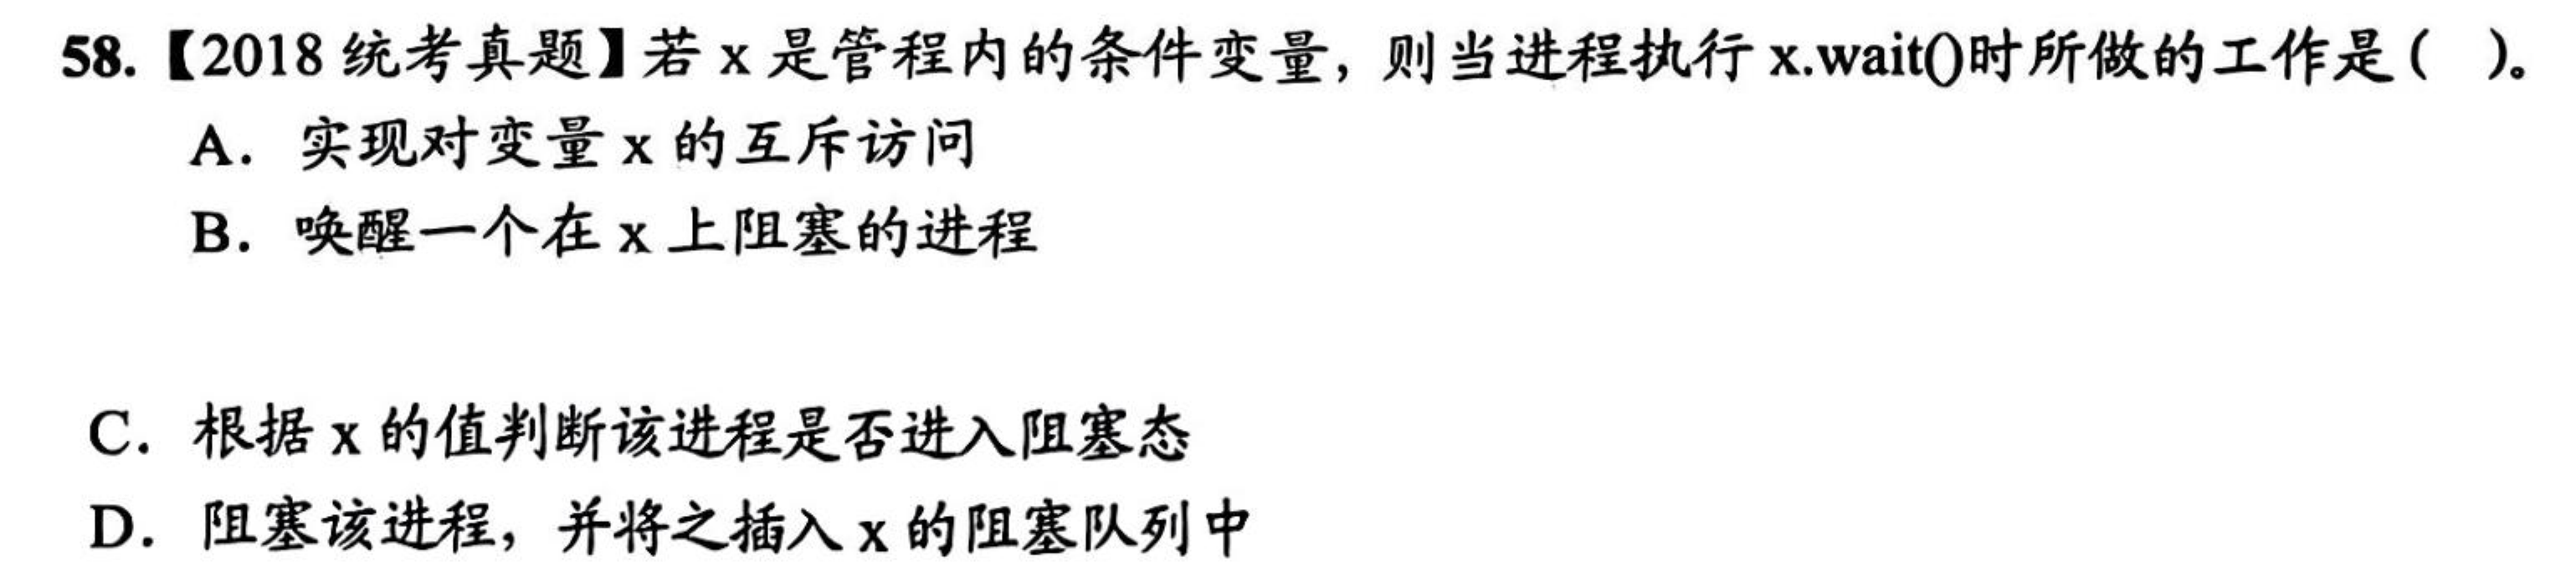 58.【2018 统考真题】若 x 是管程内的条件变量，则当进程执行 x.wait()时所做的工作是（　）。
A. 实现对变量 x 的互斥访问
B. 唤醒一个在 x 上阻塞的进程
C. 根据 x 的值判断该进程是否进入阻塞态
D. 阻塞该进程，并将之插入 x 的阻塞队列中